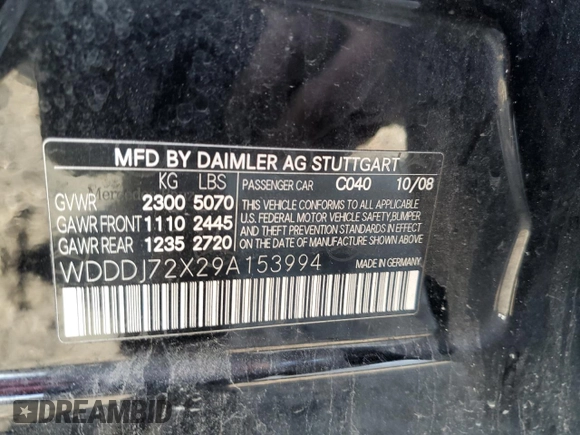 MFD BY DAIMLER AG STUTTGART
KG LBS
GVWR 2300 5070
GAWR FRONT 1110 2445
GAWR REAR 1235 2720
PASSENGER CAR C040 10/08
THIS VEHICLE CONFORMS TO ALL APPLICABLE
U.S. FEDERAL MOTOR VEHICLE SAFETY, BUMPER
AND THEFT PREVENTION STANDARDS IN EFFECT
ON THE DATE OF MANUFACTURE SHOWN ABOVE.
WDDDJ72X29A153994
MADE IN GERMANY
DREAMBID